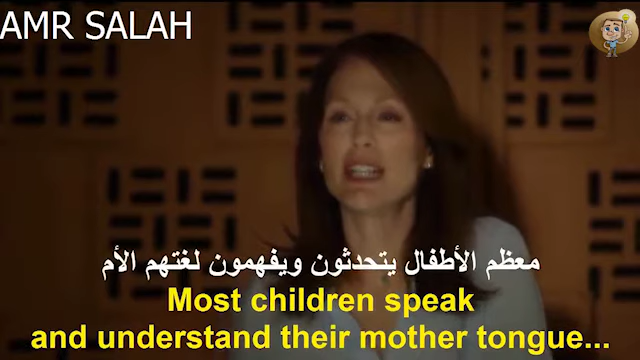 AMR SALAH
معظم الأطفال يتحدثون ويفهمون لغتهم الأم
Most children speak
and understand their mother tongue...